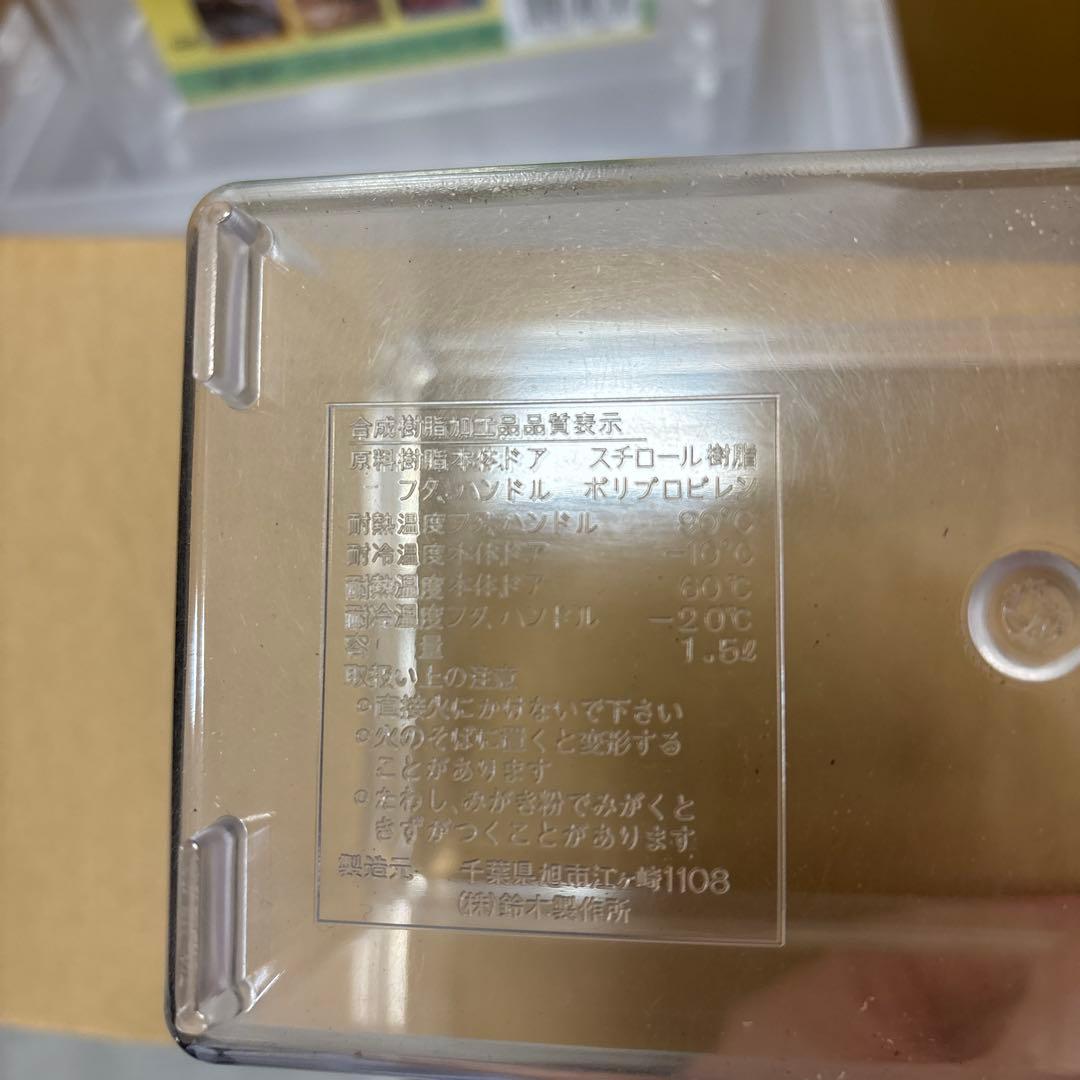 合成樹脂加工品品質表示
原料樹脂本体ドア スチロール樹脂
フタ、ハンドル ポリプロピレン
耐熱温度フタ、ハンドル 80℃
耐冷温度本体ドア -10℃
耐熱温度本体ドア 60℃
耐冷温度フタ、ハンドル -20℃
容量 1.5ℓ
取扱い上の注意
○直接火にかけないで下さい
○火のそばに置くと変形する
ことがあります
○たわし、みがき粉でみがくと
きずがつくことがあります
製造元 千葉県旭市江ヶ崎1108
(株)鈴木製作所